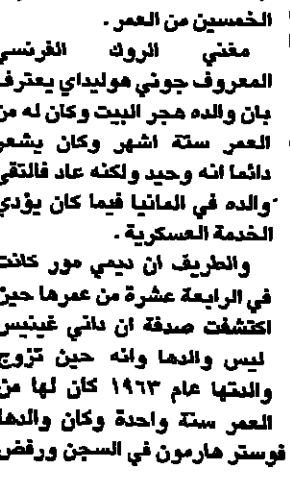 الخمسين من العمر .
مغني الروك الفرنسي
المعروف جوني هوليداي يعترف
بان والده هجر البيت وكان له من
العمر ستة اشهر وكان يشعر
دائما انه وحيد ولكنه عاد فالتقى
والده في المانيا فيما كان يؤدي
الخدمة العسكرية .
والطريف ان ديمي مور كانت
في الرابعة عشرة من عمرها حين
اكتشفت صدفة ان داني غينيس
ليس والدها وانه حين تزوج
والدتها عام ١٩٦٣ كان لها من
العمر سنة واحدة وكان والدها
فوستر هارمون في السجن ورفض